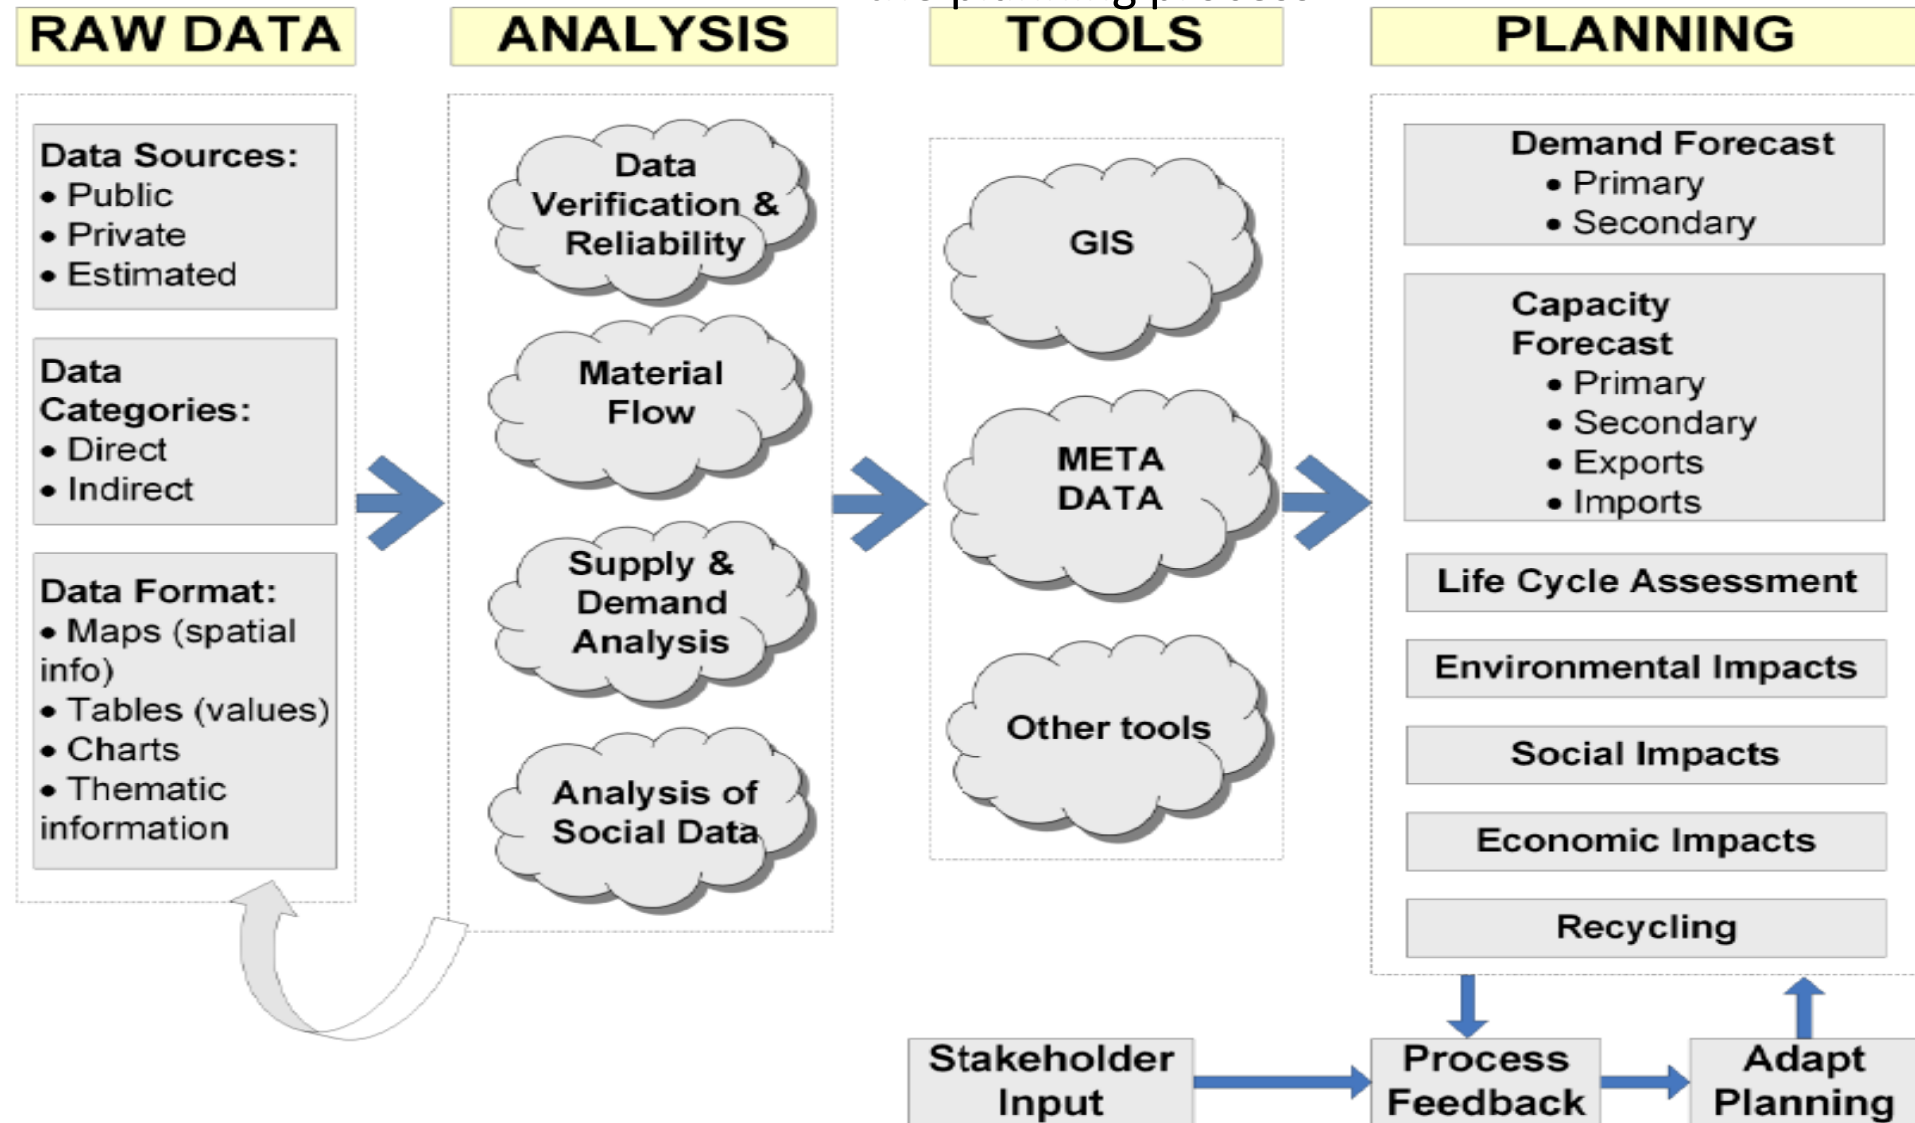 the planning process
RAW DATA
ANALYSIS
TOOLS
PLANNING
Data Sources:
• Public
• Private
• Estimated
Data
Categories:
• Direct
• Indirect
Data Format:
• Maps (spatial
info)
• Tables (values)
• Charts
• Thematic
information
Data
Verification &
Reliability
Material
Flow
Supply &
Demand
Analysis
Analysis of
Social Data
GIS
META
DATA
Other tools
Demand Forecast
• Primary
• Secondary
Capacity
Forecast
• Primary
• Secondary
• Exports
• Imports
Life Cycle Assessment
Environmental Impacts
Social Impacts
Economic Impacts
Recycling
Stakeholder
Input
Process
Feedback
Adapt
Planning